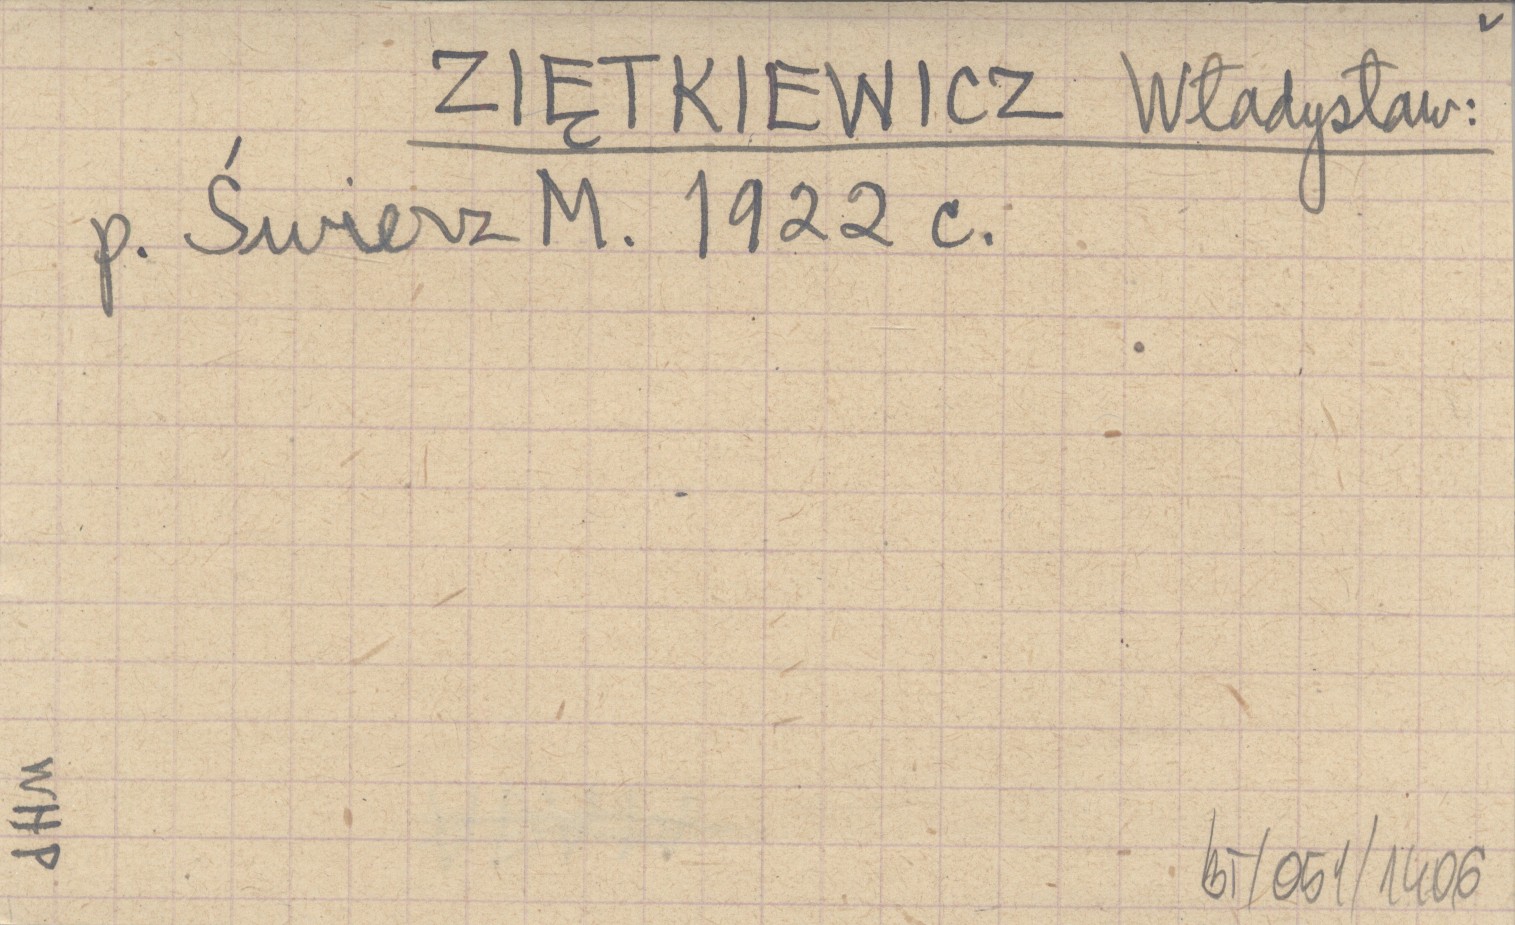 ZIĘTKIEWICZ Władysław:
p. Świerz M. 1922 c.
WHP
BT/051/1406